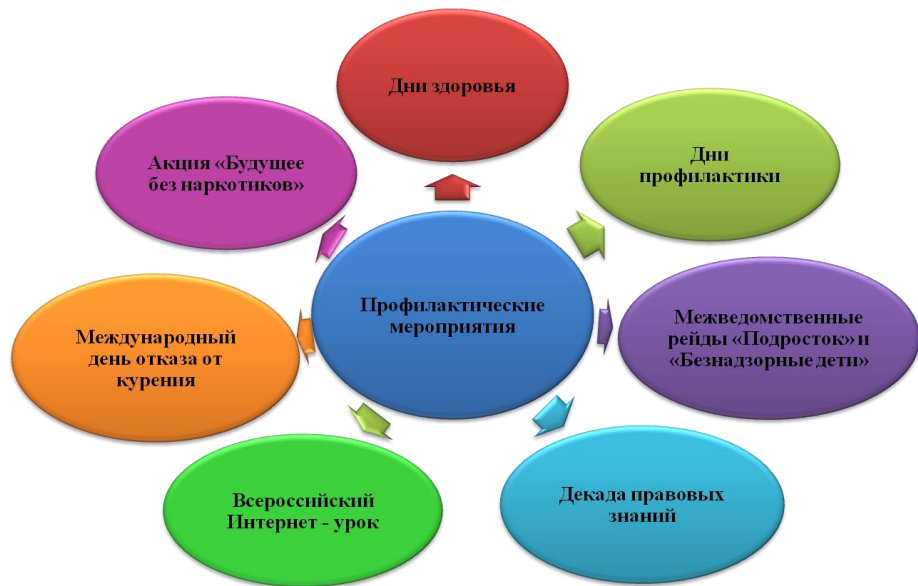 Дни здоровья
Акция «Будущее
без наркотиков»
Дни
профилактики
Профилактические
мероприятия
Международный
день отказа от
курения
Межведомственные
рейды «Подросток» и
«Безнадзорные дети»
Всероссийский
Интернет - урок
Декада правовых
знаний